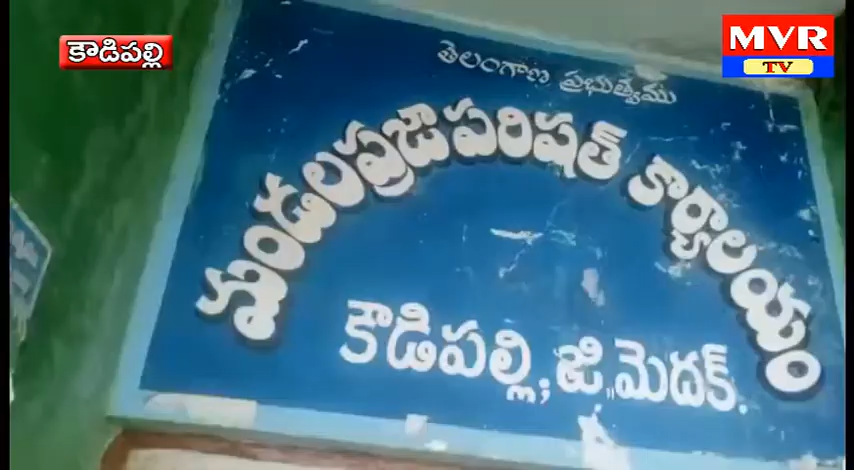 కౌడిపల్లి
MVR
TV
తెలంగాణ ప్రభుత్వము
మండలప్రజాపరిషత్ కార్యాలయం
కౌడిపల్లి, జి, మెదక్.